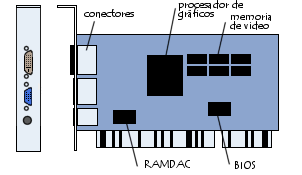 conectores
procesador de
gráficos
memoria
de video
RAMDAC
BIOS